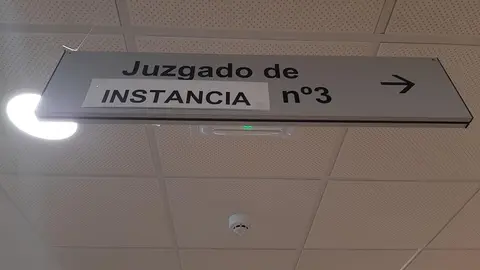 Juzgado de
INSTANCIA nº3